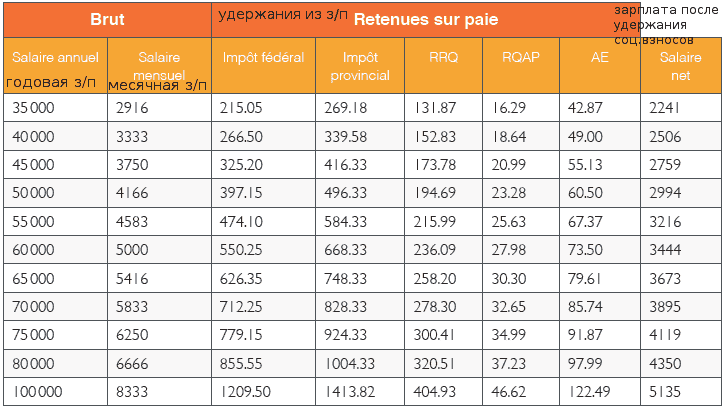 Brut
удержания из з/п
Retenues sur paie
зарплата после
удержания
соц.взносов
Salaire annuel
годовая з/п
Salaire
mensuel
месячная з/п
Impôt fédéral
Impôt
provincial
RRQ
RQAP
AE
Salaire
net
35 000 2916 215.05 269.18 131.87 16.29 42.87 2241
40 000 3333 266.50 339.58 152.83 18.64 49.00 2506
45 000 3750 325.20 416.33 173.78 20.99 55.13 2759
50 000 4166 397.15 496.33 194.69 23.28 60.50 2994
55 000 4583 474.10 584.33 215.99 25.63 67.37 3216
60 000 5000 550.25 668.33 236.09 27.98 73.50 3444
65 000 5416 626.35 748.33 258.20 30.30 79.61 3673
70 000 5833 712.25 828.33 278.30 32.65 85.74 3895
75 000 6250 779.15 924.33 300.41 34.99 91.87 4119
80 000 6666 855.55 1004.33 320.51 37.23 97.99 4350
100 000 8333 1209.50 1413.82 404.93 46.62 122.49 5135